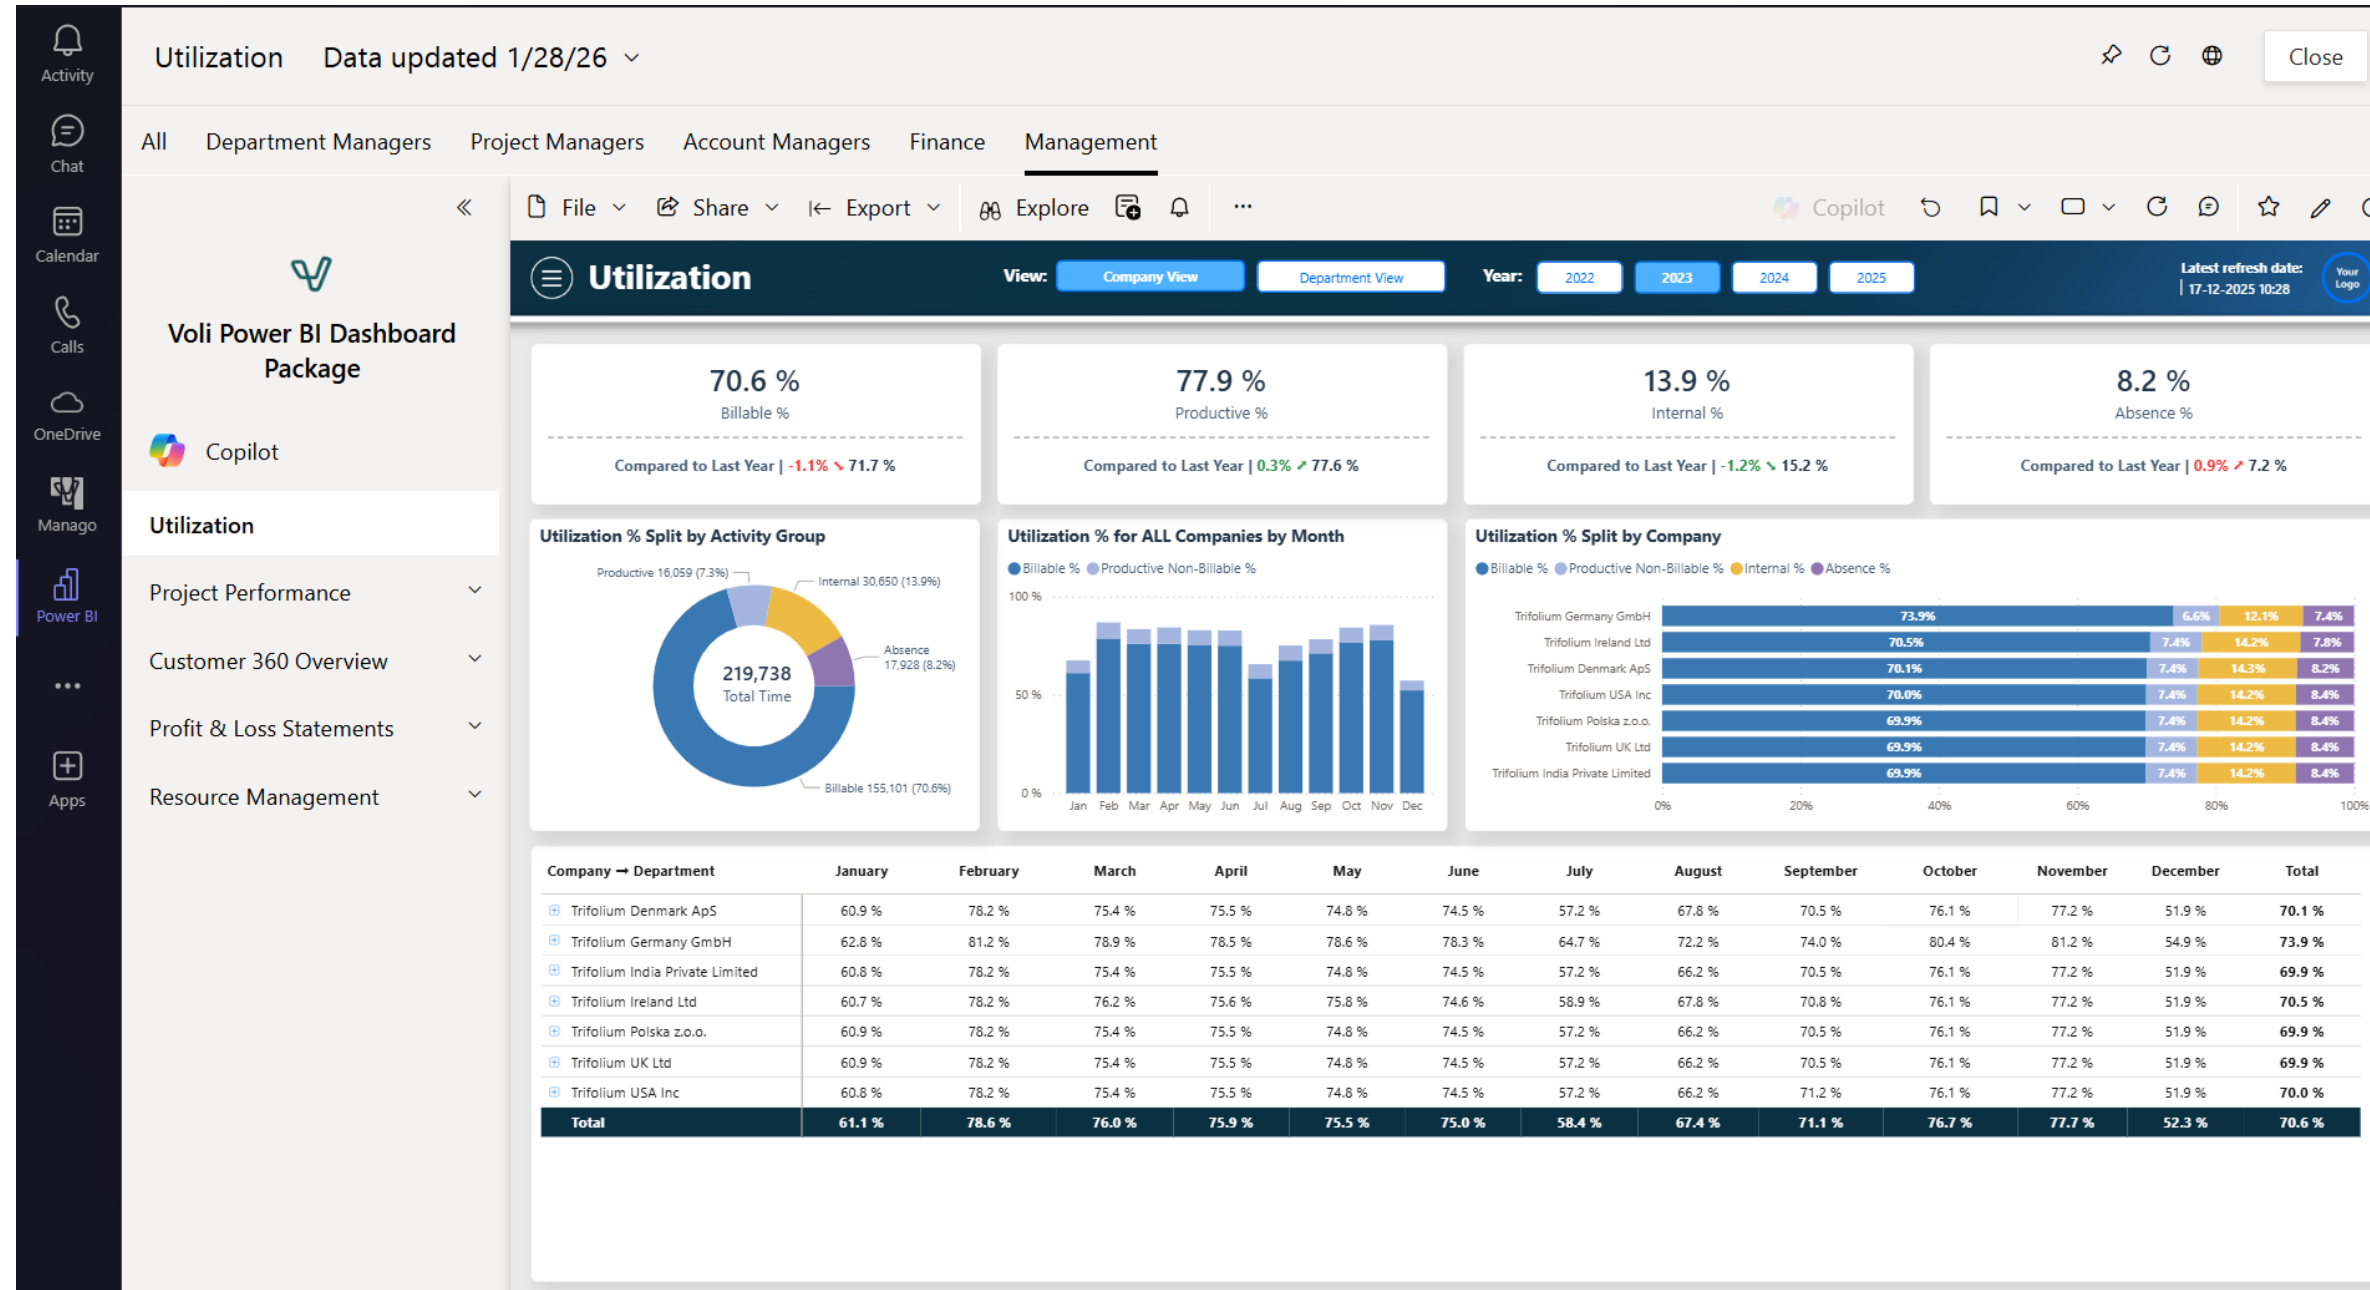 Activity
Chat
Calendar
Calls
OneDrive
Manago
Power BI
Apps
Utilization Data updated 1/28/26
Close
All Department Managers Project Managers Account Managers Finance Management
Voli Power BI Dashboard
Package
Copilot
Utilization
Project Performance
Customer 360 Overview
Profit & Loss Statements
Resource Management
File Share Export Explore Copilot
Utilization
View: Company View Department View
Year: 2022 2023 2024 2025
Latest refresh date:
17-12-2025 10:28
Your
Logo
70.6 %
Billable %
Compared to Last Year | -1.1% ➘ 71.7 %
77.9 %
Productive %
Compared to Last Year | 0.3% ➚ 77.6 %
13.9 %
Internal %
Compared to Last Year | -1.2% ➘ 15.2 %
8.2 %
Absence %
Compared to Last Year | 0.9% ➚ 7.2 %
Utilization % Split by Activity Group
Productive 16,059 (7.3%)
Internal 30,650 (13.9%)
Absence
17,928 (8.2%)
219,738
Total Time
Billable 155,101 (70.6%)
Utilization % for ALL Companies by Month
Billable % Productive Non-Billable %
100 %
50 %
0 %
Jan Feb Mar Apr May Jun Jul Aug Sep Oct Nov Dec
Utilization % Split by Company
Billable % Productive Non-Billable % Internal % Absence %
Trifolium Germany GmbH 73.9% 6.6% 12.1% 7.4%
Trifolium Ireland Ltd 70.5% 7.4% 14.2% 7.8%
Trifolium Denmark ApS 70.1% 7.4% 14.3% 8.2%
Trifolium USA Inc 70.0% 7.4% 14.2% 8.4%
Trifolium Polska z.o.o. 69.9% 7.4% 14.2% 8.4%
Trifolium UK Ltd 69.9% 7.4% 14.2% 8.4%
Trifolium India Private Limited 69.9% 7.4% 14.2% 8.4%
0% 20% 40% 60% 80% 100%
Company → Department January February March April May June July August September October November December Total
Trifolium Denmark ApS 60.9 % 78.2 % 75.4 % 75.5 % 74.8 % 74.5 % 57.2 % 67.8 % 70.5 % 76.1 % 77.2 % 51.9 % 70.1 %
Trifolium Germany GmbH 62.8 % 81.2 % 78.9 % 78.5 % 78.6 % 78.3 % 64.7 % 72.2 % 74.0 % 80.4 % 81.2 % 54.9 % 73.9 %
Trifolium India Private Limited 60.8 % 78.2 % 75.4 % 75.5 % 74.8 % 74.5 % 57.2 % 66.2 % 70.5 % 76.1 % 77.2 % 51.9 % 69.9 %
Trifolium Ireland Ltd 60.7 % 78.2 % 76.2 % 75.6 % 75.8 % 74.6 % 58.9 % 67.8 % 70.8 % 76.1 % 77.2 % 51.9 % 70.5 %
Trifolium Polska z.o.o. 60.9 % 78.2 % 75.4 % 75.5 % 74.8 % 74.5 % 57.2 % 66.2 % 70.5 % 76.1 % 77.2 % 51.9 % 69.9 %
Trifolium UK Ltd 60.9 % 78.2 % 75.4 % 75.5 % 74.8 % 74.5 % 57.2 % 66.2 % 70.5 % 76.1 % 77.2 % 51.9 % 69.9 %
Trifolium USA Inc 60.8 % 78.2 % 75.4 % 75.5 % 74.8 % 74.5 % 57.2 % 66.2 % 71.2 % 76.1 % 77.2 % 51.9 % 70.0 %
Total 61.1 % 78.6 % 76.0 % 75.9 % 75.5 % 75.0 % 58.4 % 67.4 % 71.1 % 76.7 % 77.7 % 52.3 % 70.6 %